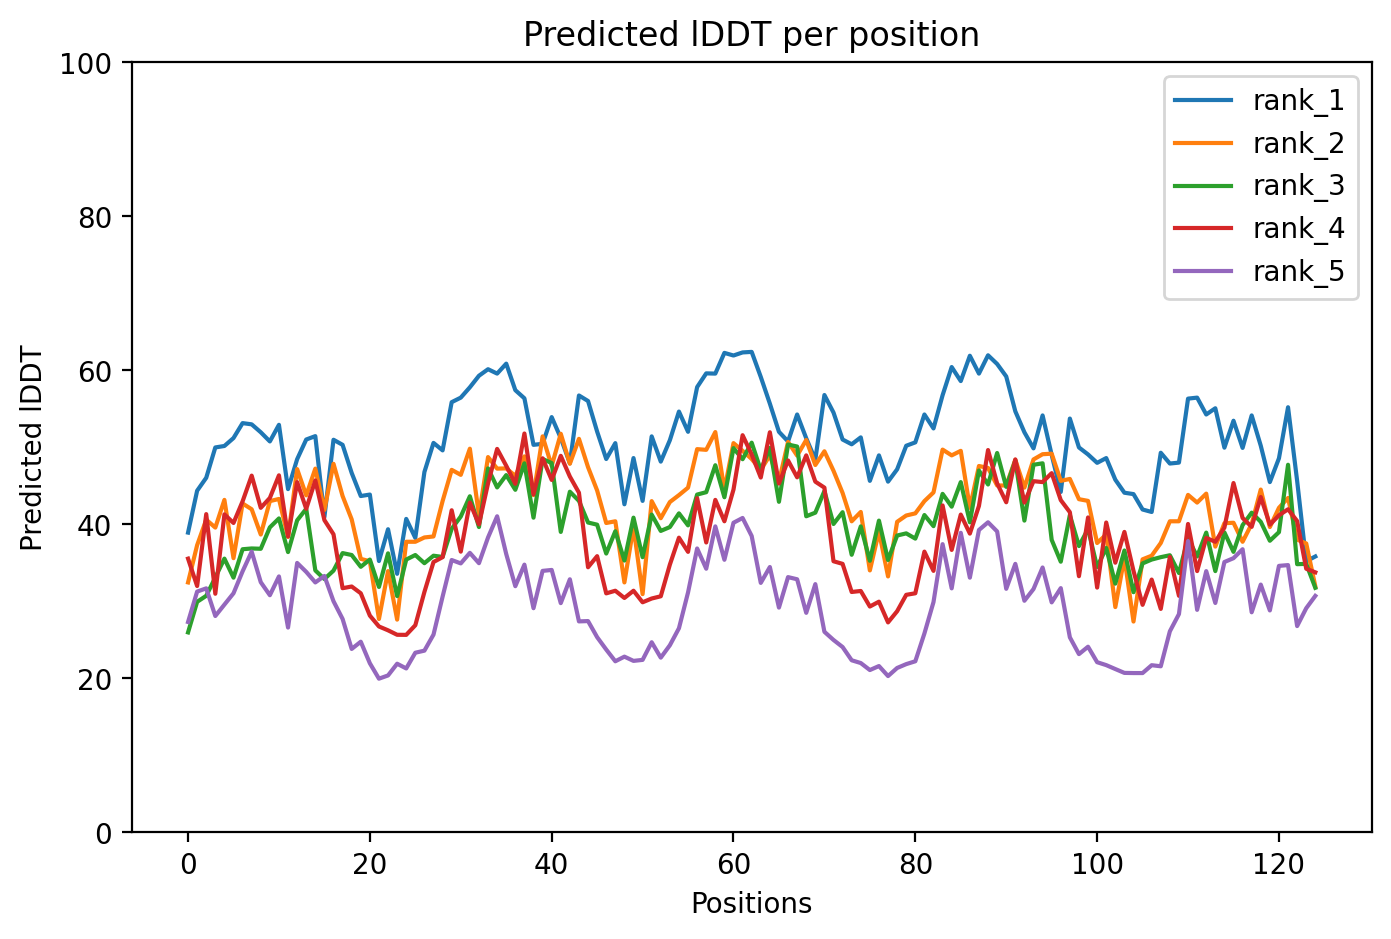 Predicted lDDT per position
100
80
60
40
20
0
Predicted lDDT
0 20 40 60 80 100 120
Positions
rank_1
rank_2
rank_3
rank_4
rank_5